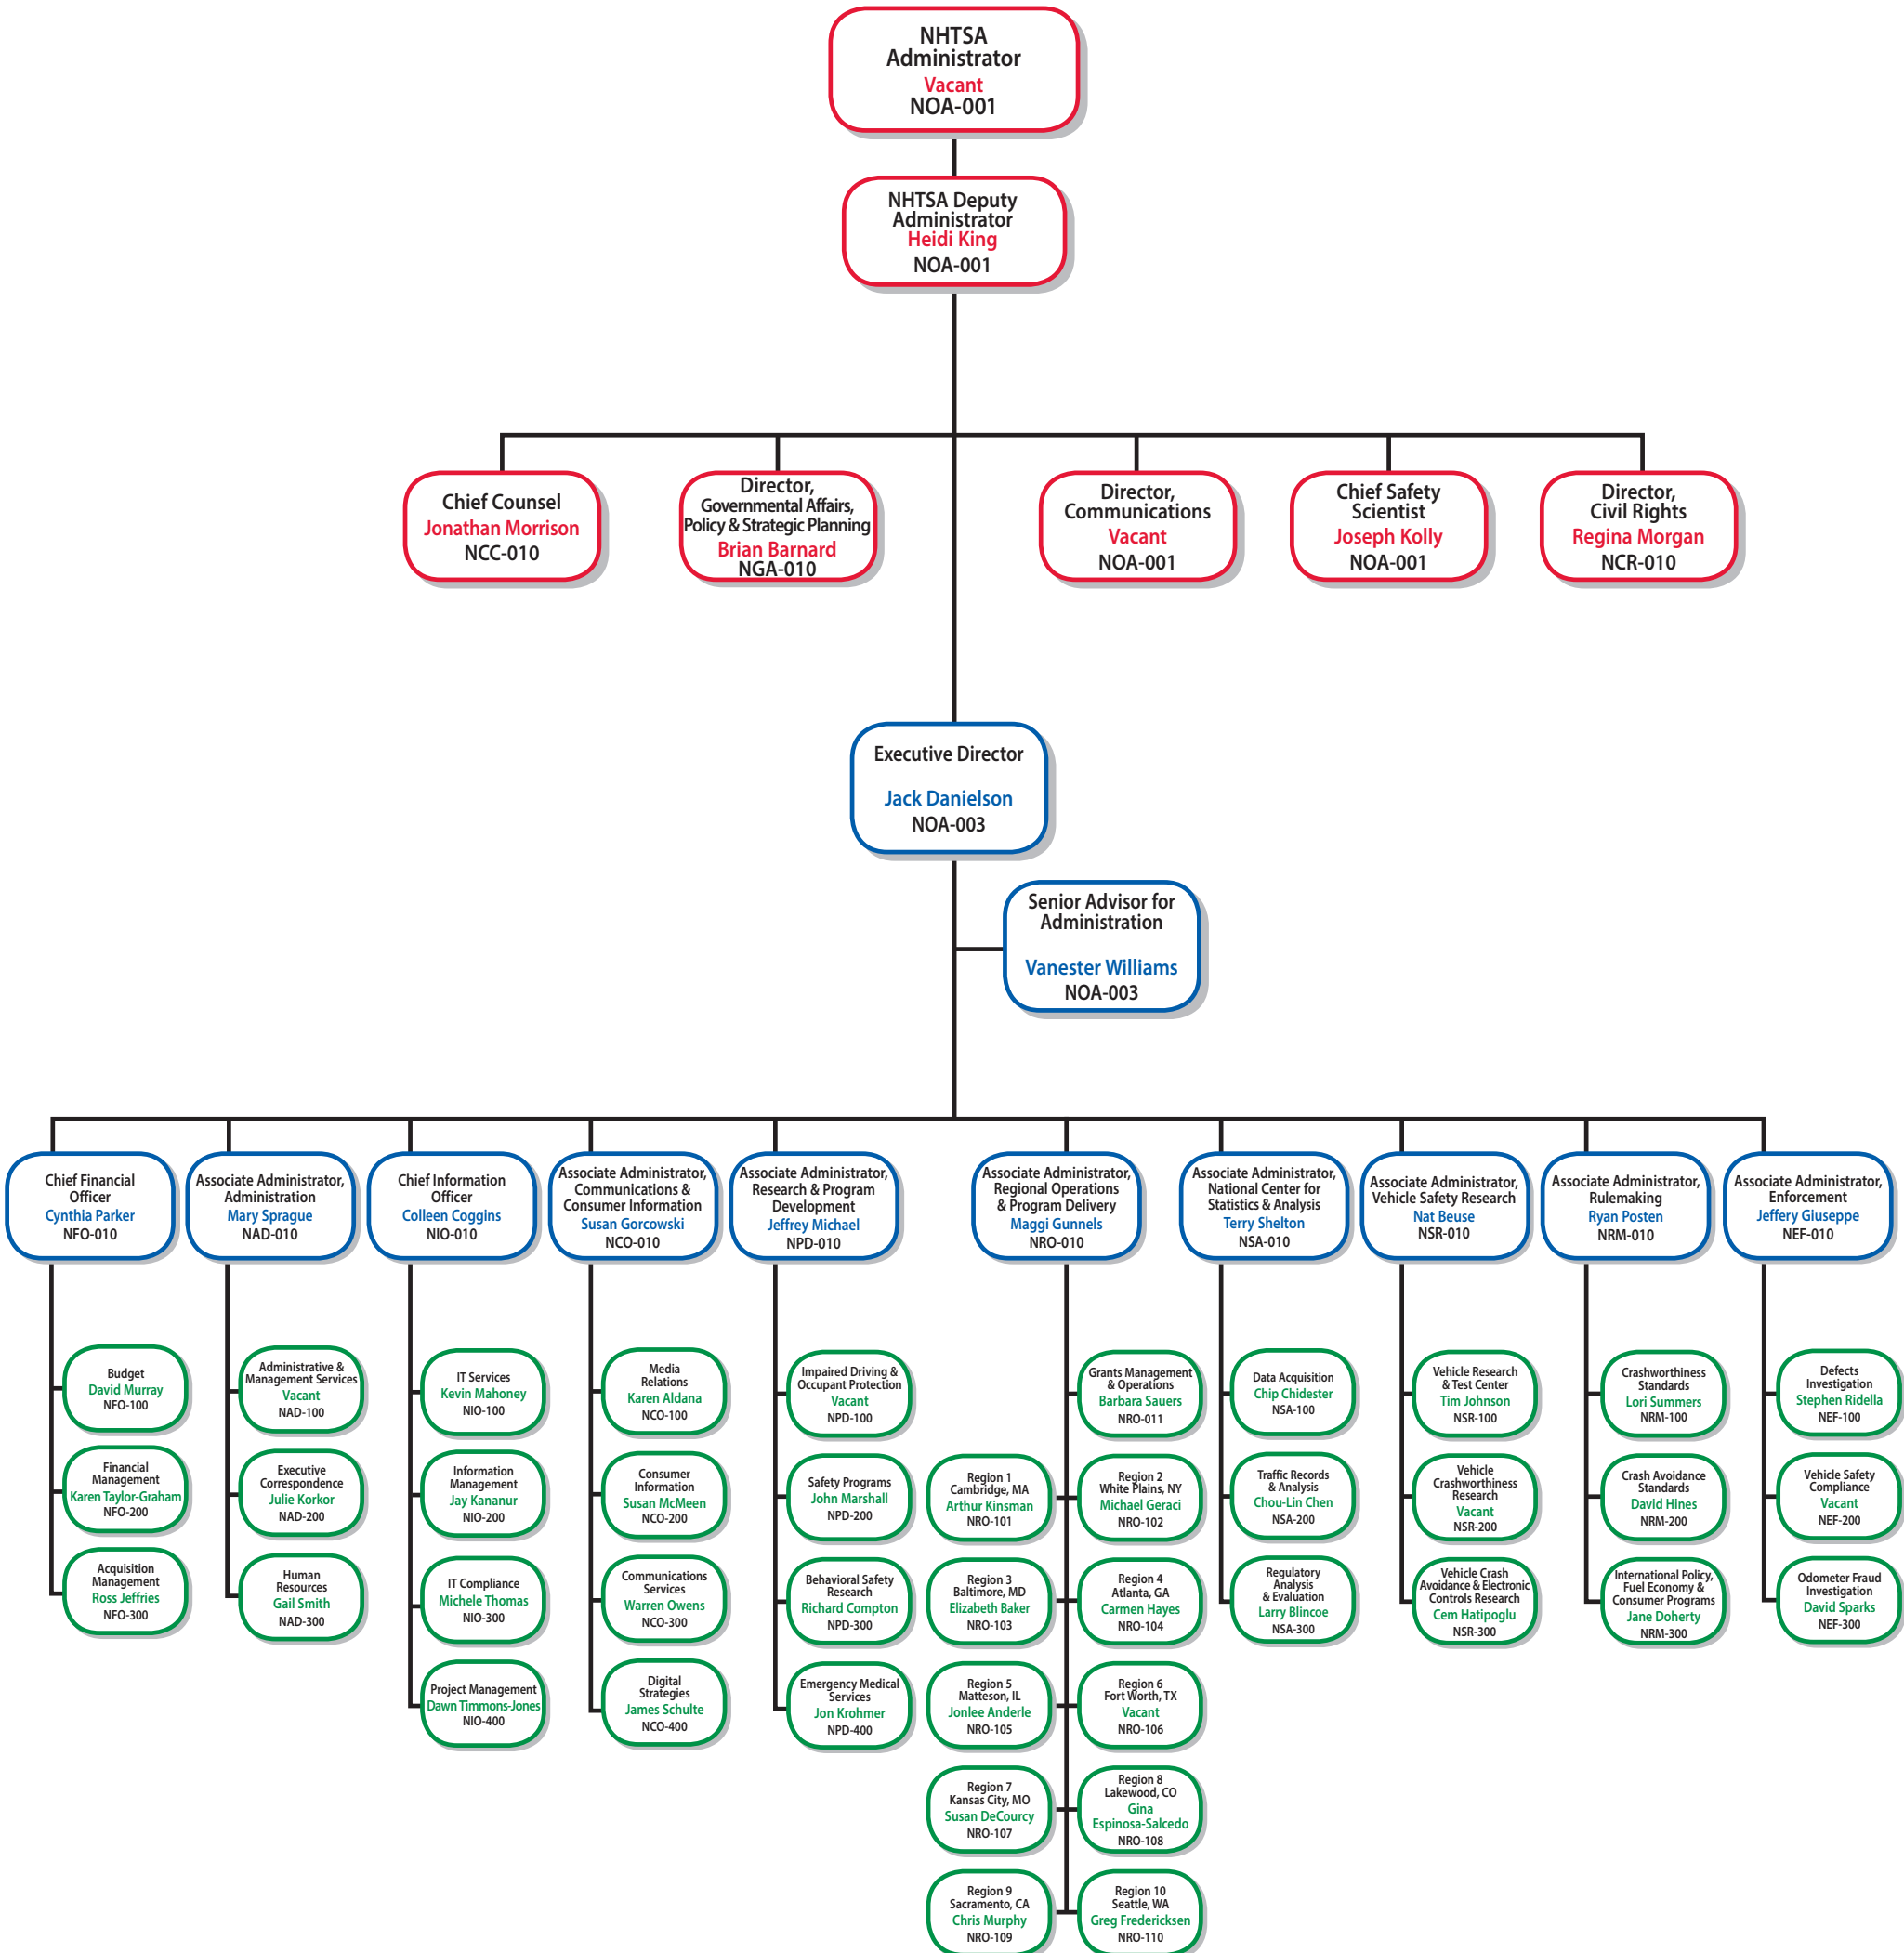 NHTSA
Administrator
Vacant
NOA-001
NHTSA Deputy
Administrator
Heidi King
NOA-001
Chief Counsel
Jonathan Morrison
NCC-010
Director,
Governmental Affairs,
Policy & Strategic Planning
Brian Barnard
NGA-010
Director,
Communications
Vacant
NOA-001
Chief Safety
Scientist
Joseph Kolly
NOA-001
Director,
Civil Rights
Regina Morgan
NCR-010
Executive Director
Jack Danielson
NOA-003
Senior Advisor for
Administration
Vanester Williams
NOA-003
Chief Financial
Officer
Cynthia Parker
NFO-010
Associate Administrator,
Administration
Mary Sprague
NAD-010
Chief Information
Officer
Colleen Coggins
NIO-010
Associate Administrator,
Communications &
Consumer Information
Susan Gorcowski
NCO-010
Associate Administrator,
Research & Program
Development
Jeffrey Michael
NPD-010
Associate Administrator,
Regional Operations
& Program Delivery
Maggi Gunnels
NRO-010
Associate Administrator,
National Center for
Statistics & Analysis
Terry Shelton
NSA-010
Associate Administrator,
Vehicle Safety Research
Nat Beuse
NSR-010
Associate Administrator,
Rulemaking
Ryan Posten
NRM-010
Associate Administrator,
Enforcement
Jeffery Giuseppe
NEF-010
Budget
David Murray
NFO-100
Financial
Management
Karen Taylor-Graham
NFO-200
Acquisition
Management
Ross Jeffries
NFO-300
Administrative &
Management Services
Vacant
NAD-100
Executive
Correspondence
Julie Korkor
NAD-200
Human
Resources
Gail Smith
NAD-300
IT Services
Kevin Mahoney
NIO-100
Information
Management
Jay Kananur
NIO-200
IT Compliance
Michele Thomas
NIO-300
Project Management
Dawn Timmons-Jones
NIO-400
Media
Relations
Karen Aldana
NCO-100
Consumer
Information
Susan McMeen
NCO-200
Communications
Services
Warren Owens
NCO-300
Digital
Strategies
James Schulte
NCO-400
Impaired Driving &
Occupant Protection
Vacant
NPD-100
Safety Programs
John Marshall
NPD-200
Behavioral Safety
Research
Richard Compton
NPD-300
Emergency Medical
Services
Jon Krohmer
NPD-400
Grants Management
& Operations
Barbara Sauers
NRO-011
Region 1
Cambridge, MA
Arthur Kinsman
NRO-101
Region 2
White Plains, NY
Michael Geraci
NRO-102
Region 3
Baltimore, MD
Elizabeth Baker
NRO-103
Region 4
Atlanta, GA
Carmen Hayes
NRO-104
Region 5
Matteson, IL
Jonlee Anderle
NRO-105
Region 6
Fort Worth, TX
Vacant
NRO-106
Region 7
Kansas City, MO
Susan DeCourcy
NRO-107
Region 8
Lakewood, CO
Gina
Espinosa-Salcedo
NRO-108
Region 9
Sacramento, CA
Chris Murphy
NRO-109
Region 10
Seattle, WA
Greg Fredericksen
NRO-110
Data Acquisition
Chip Chidester
NSA-100
Traffic Records
& Analysis
Chou-Lin Chen
NSA-200
Regulatory
Analysis
& Evaluation
Larry Blincoe
NSA-300
Vehicle Research
& Test Center
Tim Johnson
NSR-100
Vehicle
Crashworthiness
Research
Vacant
NSR-200
Vehicle Crash
Avoidance & Electronic
Controls Research
Cem Hatipoglu
NSR-300
Crashworthiness
Standards
Lori Summers
NRM-100
Crash Avoidance
Standards
David Hines
NRM-200
International Policy,
Fuel Economy &
Consumer Programs
Jane Doherty
NRM-300
Defects
Investigation
Stephen Ridella
NEF-100
Vehicle Safety
Compliance
Vacant
NEF-200
Odometer Fraud
Investigation
David Sparks
NEF-300